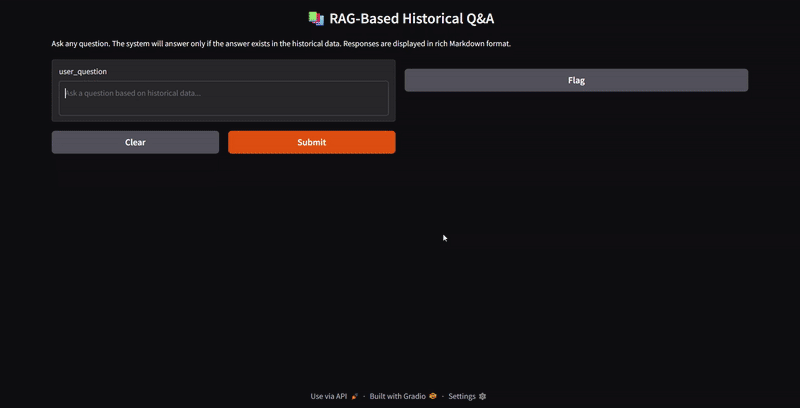 📚 RAG-Based Historical Q&A
Ask any question. The system will answer only if the answer exists in the historical data. Responses are displayed in rich Markdown format.
user_question
Ask a question based on historical data...
Flag
Clear
Submit
Use via API 🚀 · Built with Gradio · Settings ⚙️